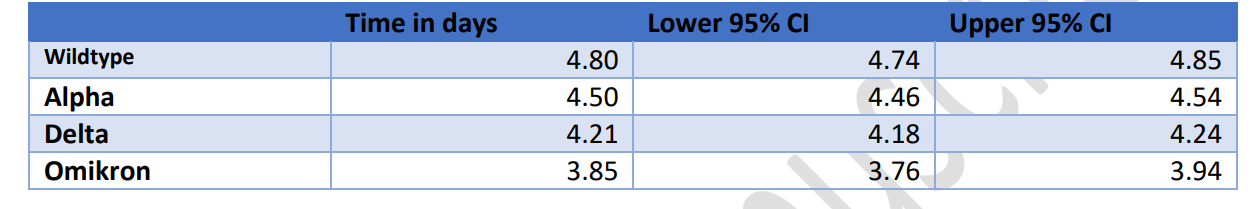 Time in days Lower 95% CI Upper 95% CI
Wildtype 4.80 4.74 4.85
Alpha 4.50 4.46 4.54
Delta 4.21 4.18 4.24
Omikron 3.85 3.76 3.94